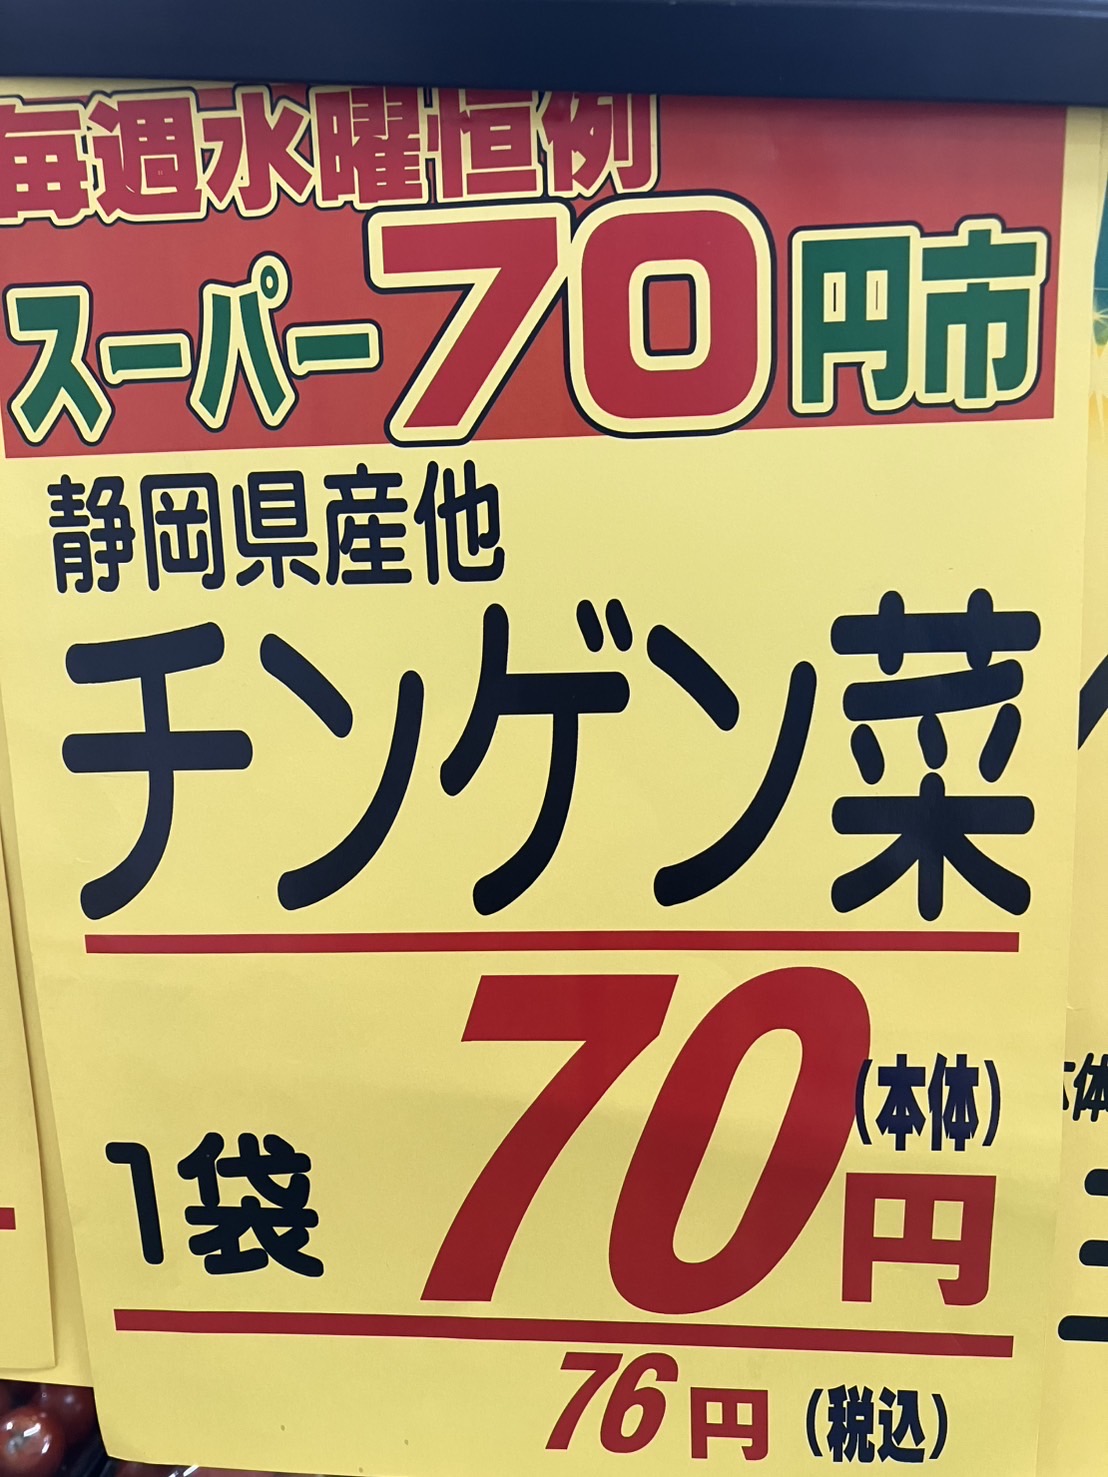 毎週水曜恒例
スーパー70円市
静岡県産他
チンゲン菜
1袋
70円
(本体)
76円(税込)